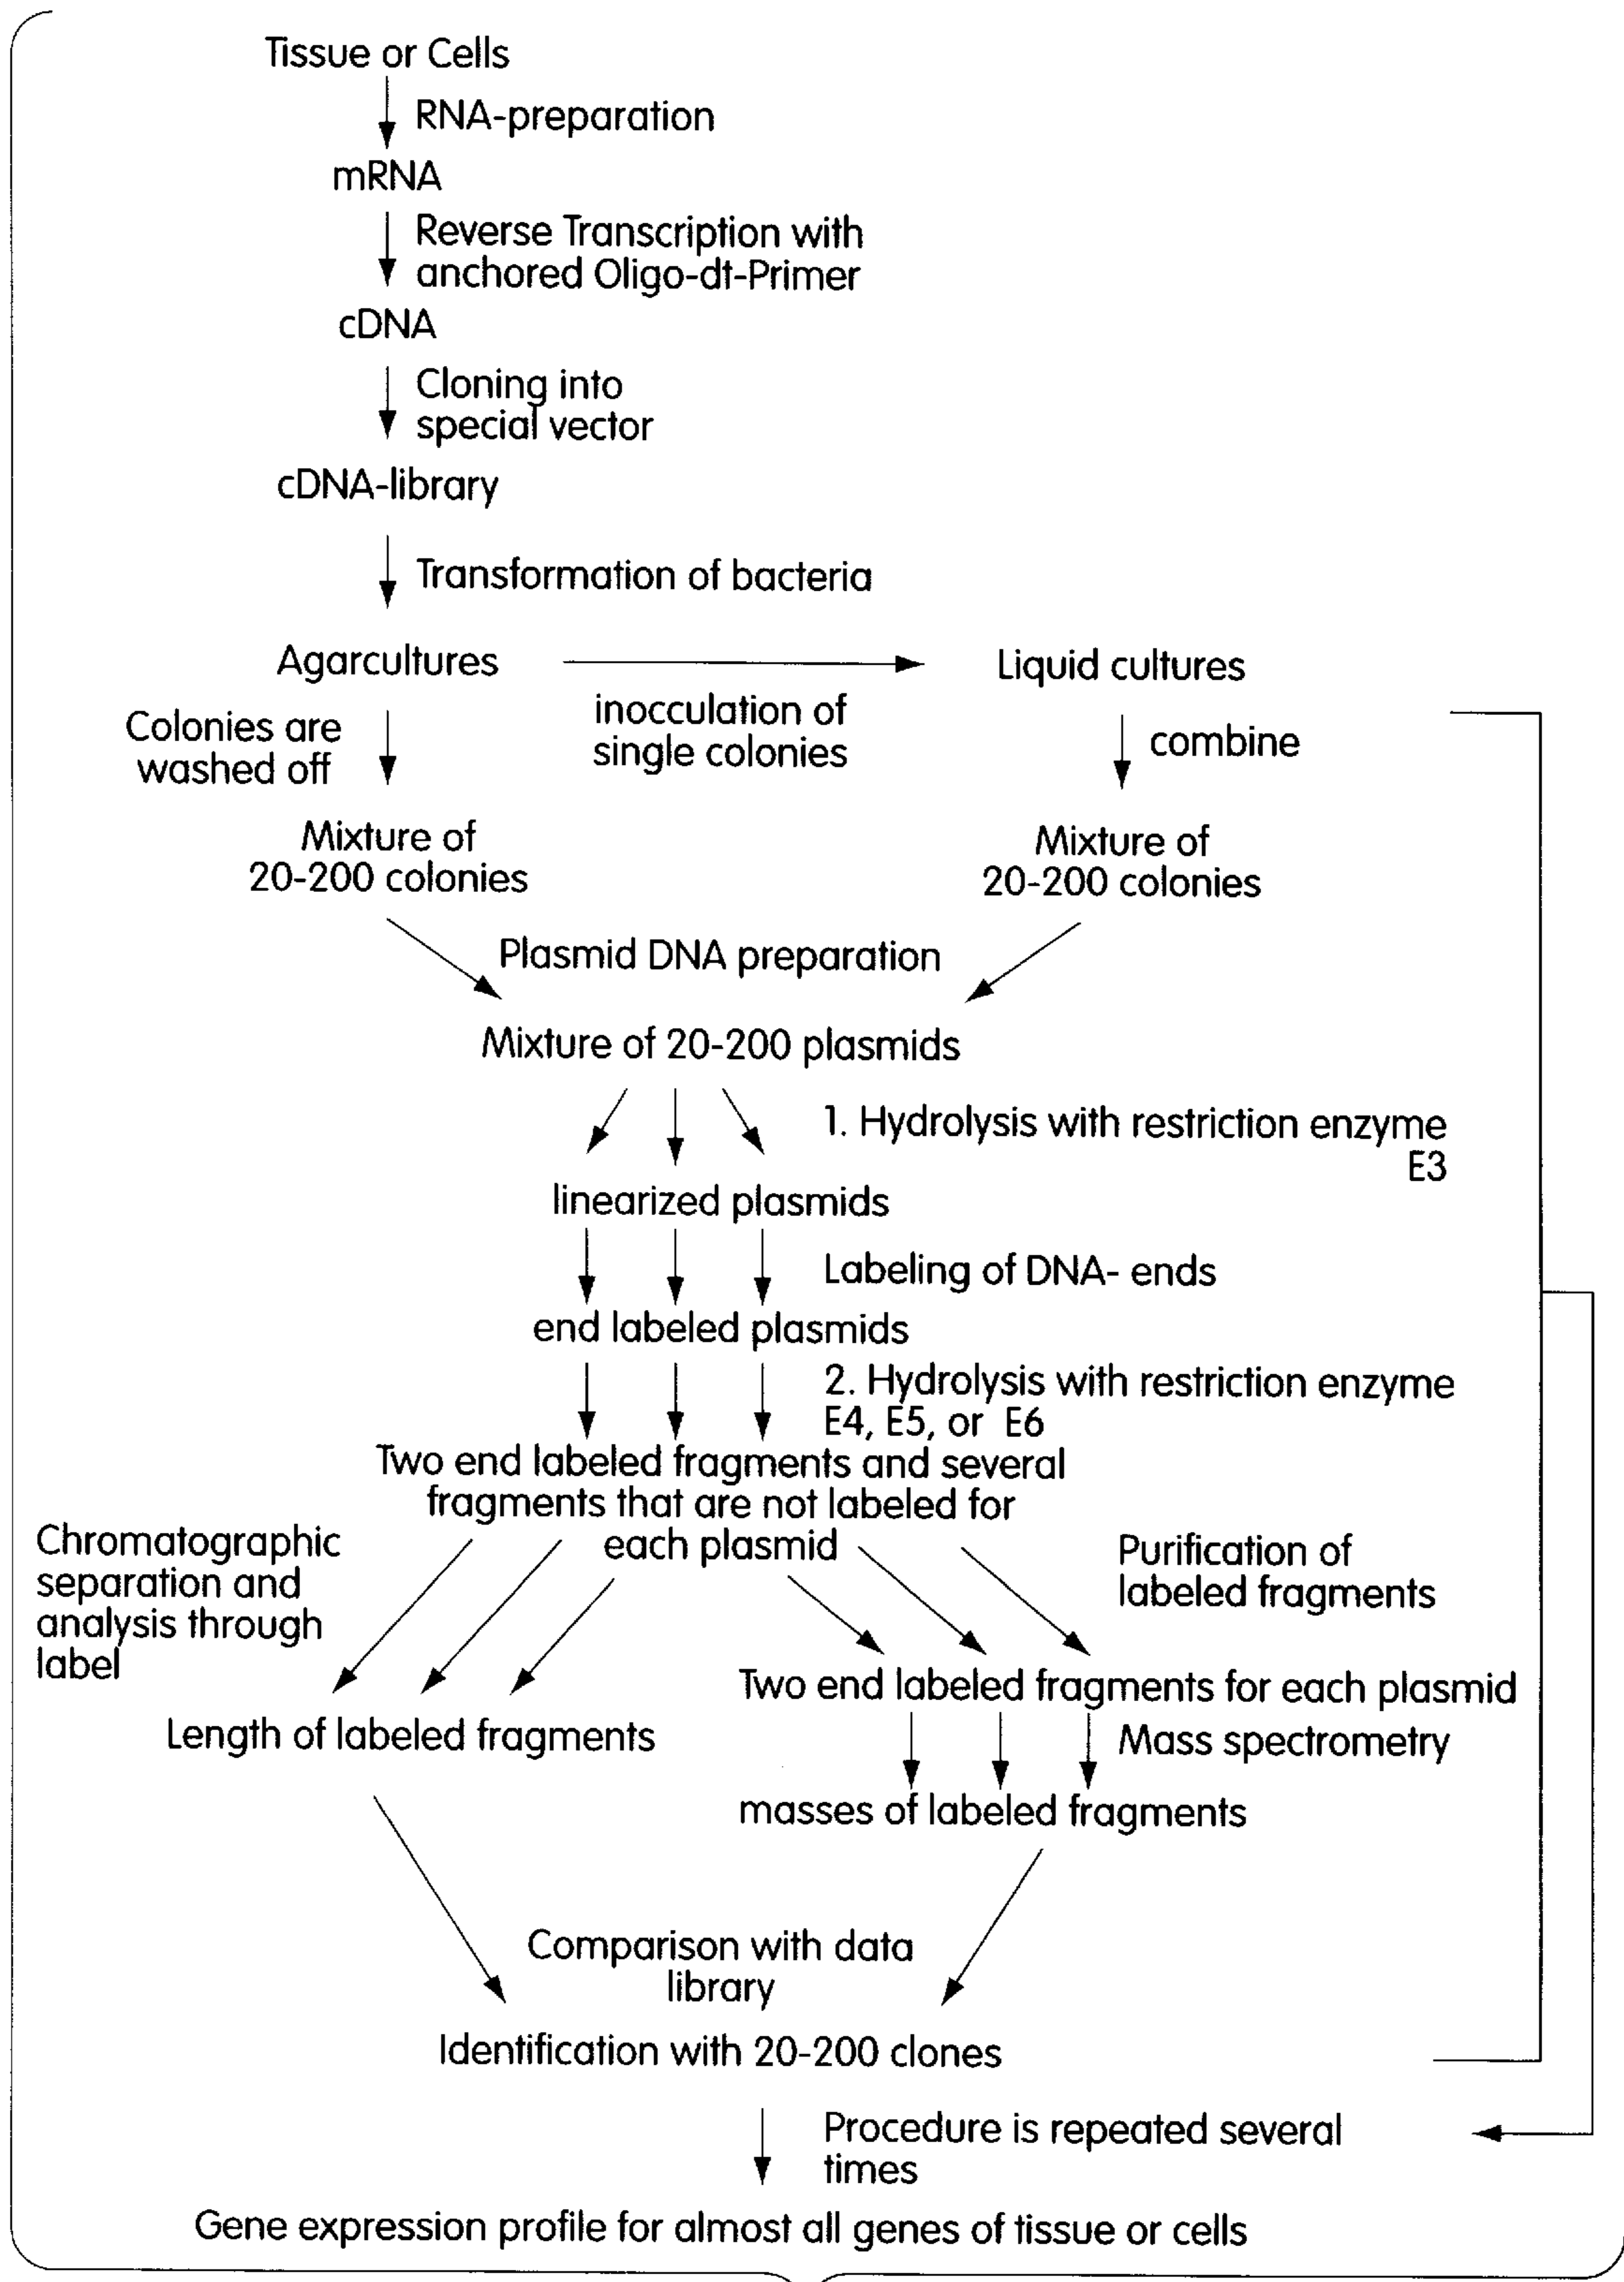 Tissue or Cells
RNA-preparation
mRNA
Reverse Transcription with
anchored Oligo-dt-Primer
cDNA
Cloning into
special vector
cDNA-library
Transformation of bacteria
Agarcultures
Liquid cultures
inocculation of
single colonies
Colonies are
washed off
combine
Mixture of
20-200 colonies
Mixture of
20-200 colonies
Plasmid DNA preparation
Mixture of 20-200 plasmids
1. Hydrolysis with restriction enzyme
E3
linearized plasmids
Labeling of DNA- ends
end labeled plasmids
2. Hydrolysis with restriction enzyme
E4, E5, or E6
Two end labeled fragments and several
fragments that are not labeled for
each plasmid
Chromatographic
separation and
analysis through
label
Purification of
labeled fragments
Length of labeled fragments
Two end labeled fragments for each plasmid
Mass spectrometry
masses of labeled fragments
Comparison with data
library
Identification with 20-200 clones
Procedure is repeated several
times
Gene expression profile for almost all genes of tissue or cells